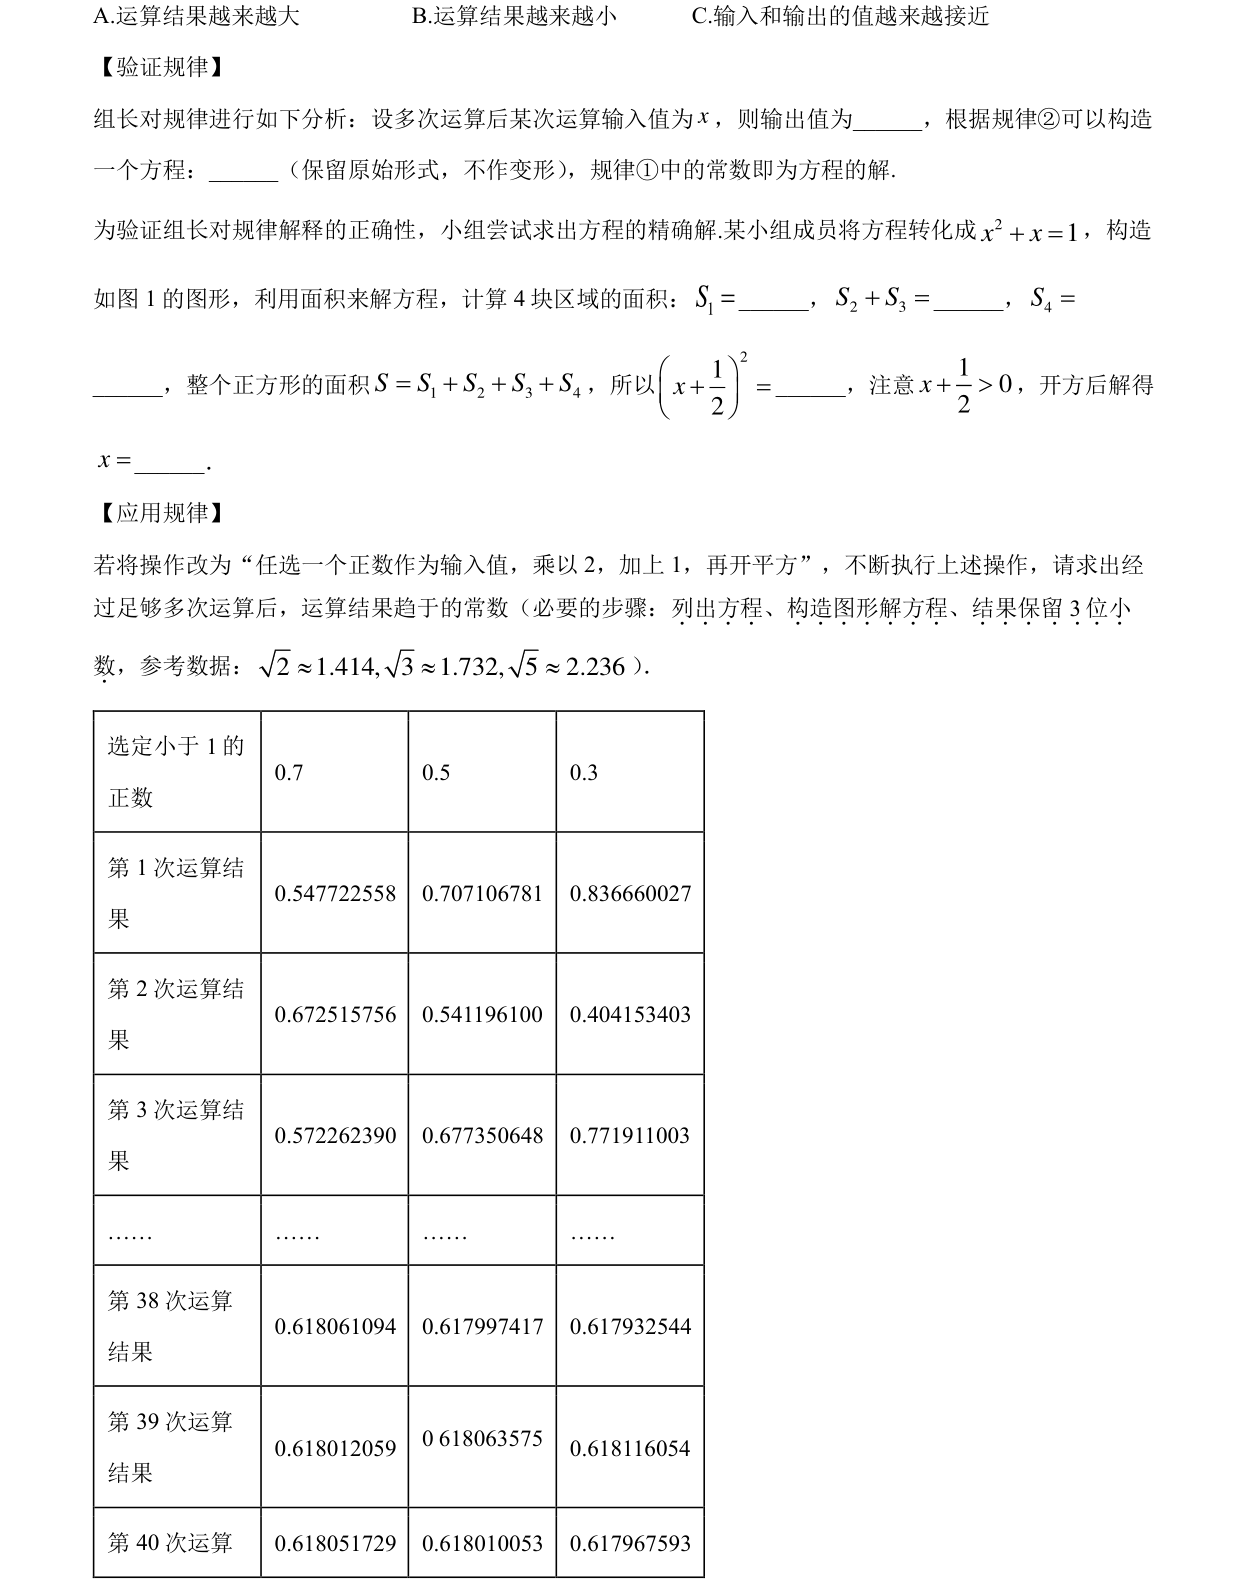 A.运算结果越来越大 B.运算结果越来越小 C.输入和输出的值越来越接近
【验证规律】
组长对规律进行如下分析：设多次运算后某次运算输入值为 x，则输出值为______，根据规律②可以构造
一个方程：______（保留原始形式，不作变形），规律①中的常数即为方程的解.
为验证组长对规律解释的正确性，小组尝试求出方程的精确解.某小组成员将方程转化成 x² + x = 1，构造
如图 1 的图形，利用面积来解方程，计算 4 块区域的面积：S₁ =______，S₂ + S₃ =______，S₄ =
______，整个正方形的面积 S = S₁ + S₂ + S₃ + S₄，所以 (x + 1/2)² =______，注意 x + 1/2 > 0，开方后解得
x =______.
【应用规律】
若将操作改为“任选一个正数作为输入值，乘以 2，加上 1，再开平方”，不断执行上述操作，请求出经
过足够多次运算后，运算结果趋于的常数（必要的步骤：列出方程、构造图形解方程、结果保留 3 位小
数，参考数据：√2 ≈ 1.414, √3 ≈ 1.732, √5 ≈ 2.236 ）.
选定小于 1 的
正数 0.7 0.5 0.3
第 1 次运算结
果 0.547722558 0.707106781 0.836660027
第 2 次运算结
果 0.672515756 0.541196100 0.404153403
第 3 次运算结
果 0.572262390 0.677350648 0.771911003
…… …… …… ……
第 38 次运算
结果 0.618061094 0.617997417 0.617932544
第 39 次运算
结果 0.618012059 0 618063575 0.618116054
第 40 次运算 0.618051729 0.618010053 0.617967593